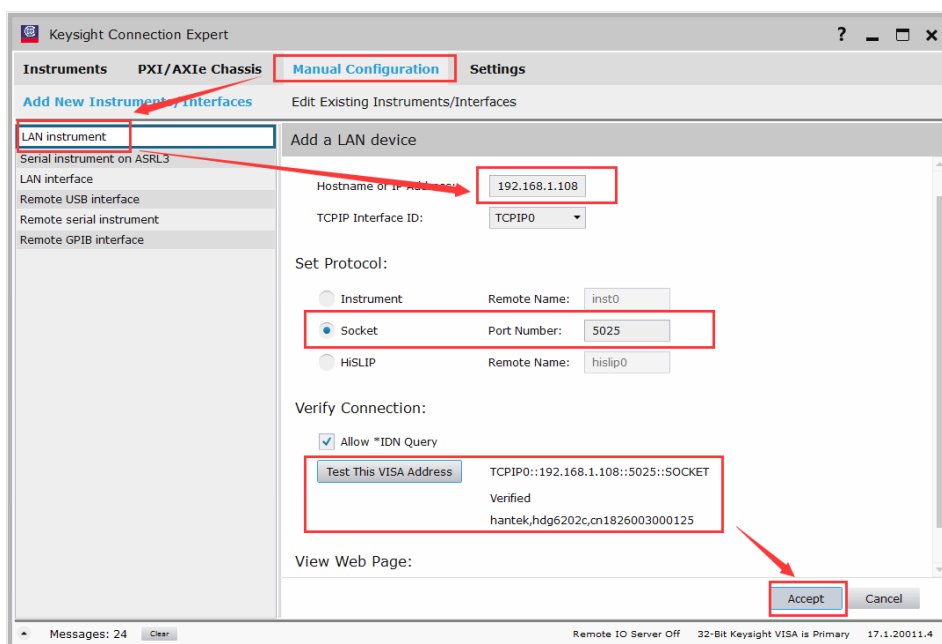 Keysight Connection Expert ?
Instruments PXI/AXIe Chassis Manual Configuration Settings
Add New Instruments/Interfaces Edit Existing Instruments/Interfaces
LAN instrument
Serial instrument on ASRL3
LAN interface
Remote USB interface
Remote serial instrument
Remote GPIB interface
Add a LAN device
Hostname or IP Address: 192.168.1.108
TCPIP Interface ID: TCPIP0
Set Protocol:
Instrument Remote Name: inst0
Socket Port Number: 5025
HiSLIP Remote Name: hislip0
Verify Connection:
Allow *IDN Query
Test This VISA Address TCPIP0::192.168.1.108::5025::SOCKET
Verified
hantek,hdg6202c,cn1826003000125
View Web Page:
Accept Cancel
Messages: 24 Clear Remote IO Server Off 32-Bit Keysight VISA is Primary 17.1.20011.4